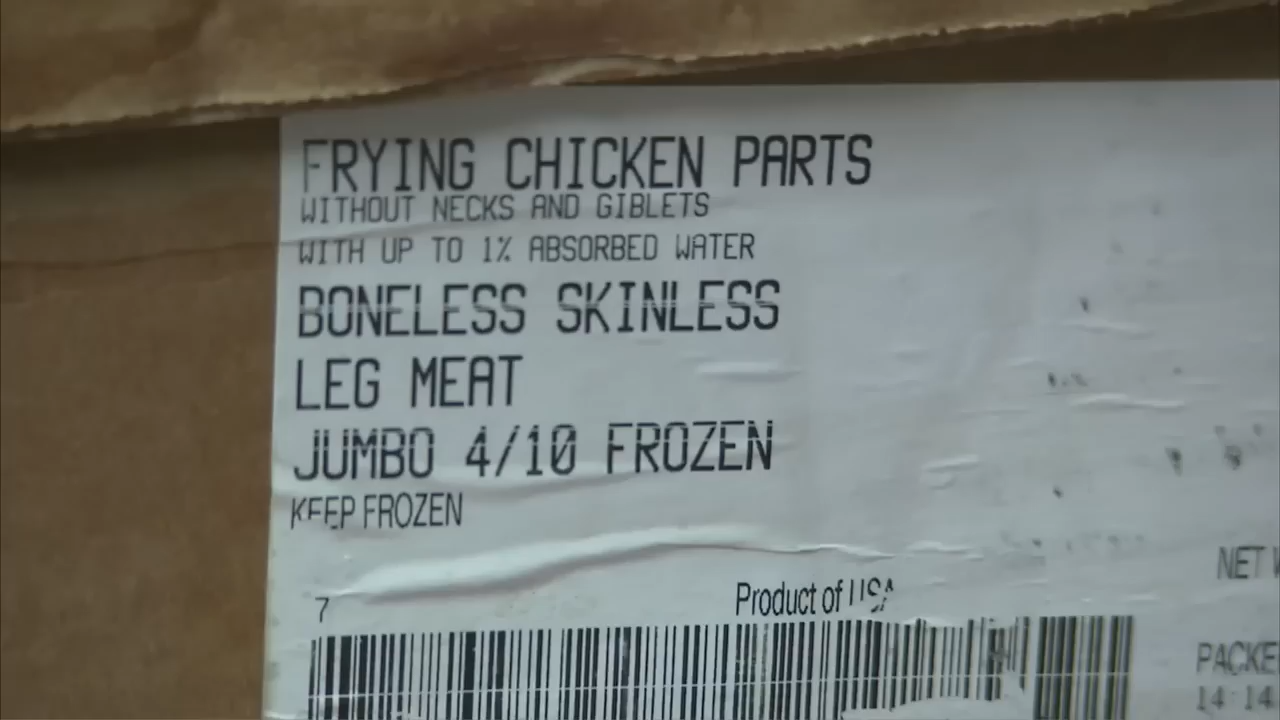 FRYING CHICKEN PARTS
WITHOUT NECKS AND GIBLETS
WITH UP TO 1% ABSORBED WATER
BONELESS SKINLESS
LEG MEAT
JUMBO 4/10 FROZEN
KEEP FROZEN
7
Product of USA
NET
PACKE
14:14